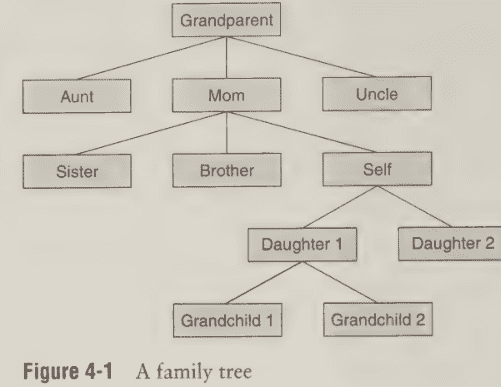 Grandparent
Aunt Mom Uncle
Sister Brother Self
Daughter 1 Daughter 2
Grandchild 1 Grandchild 2
Figure 4-1 A family tree